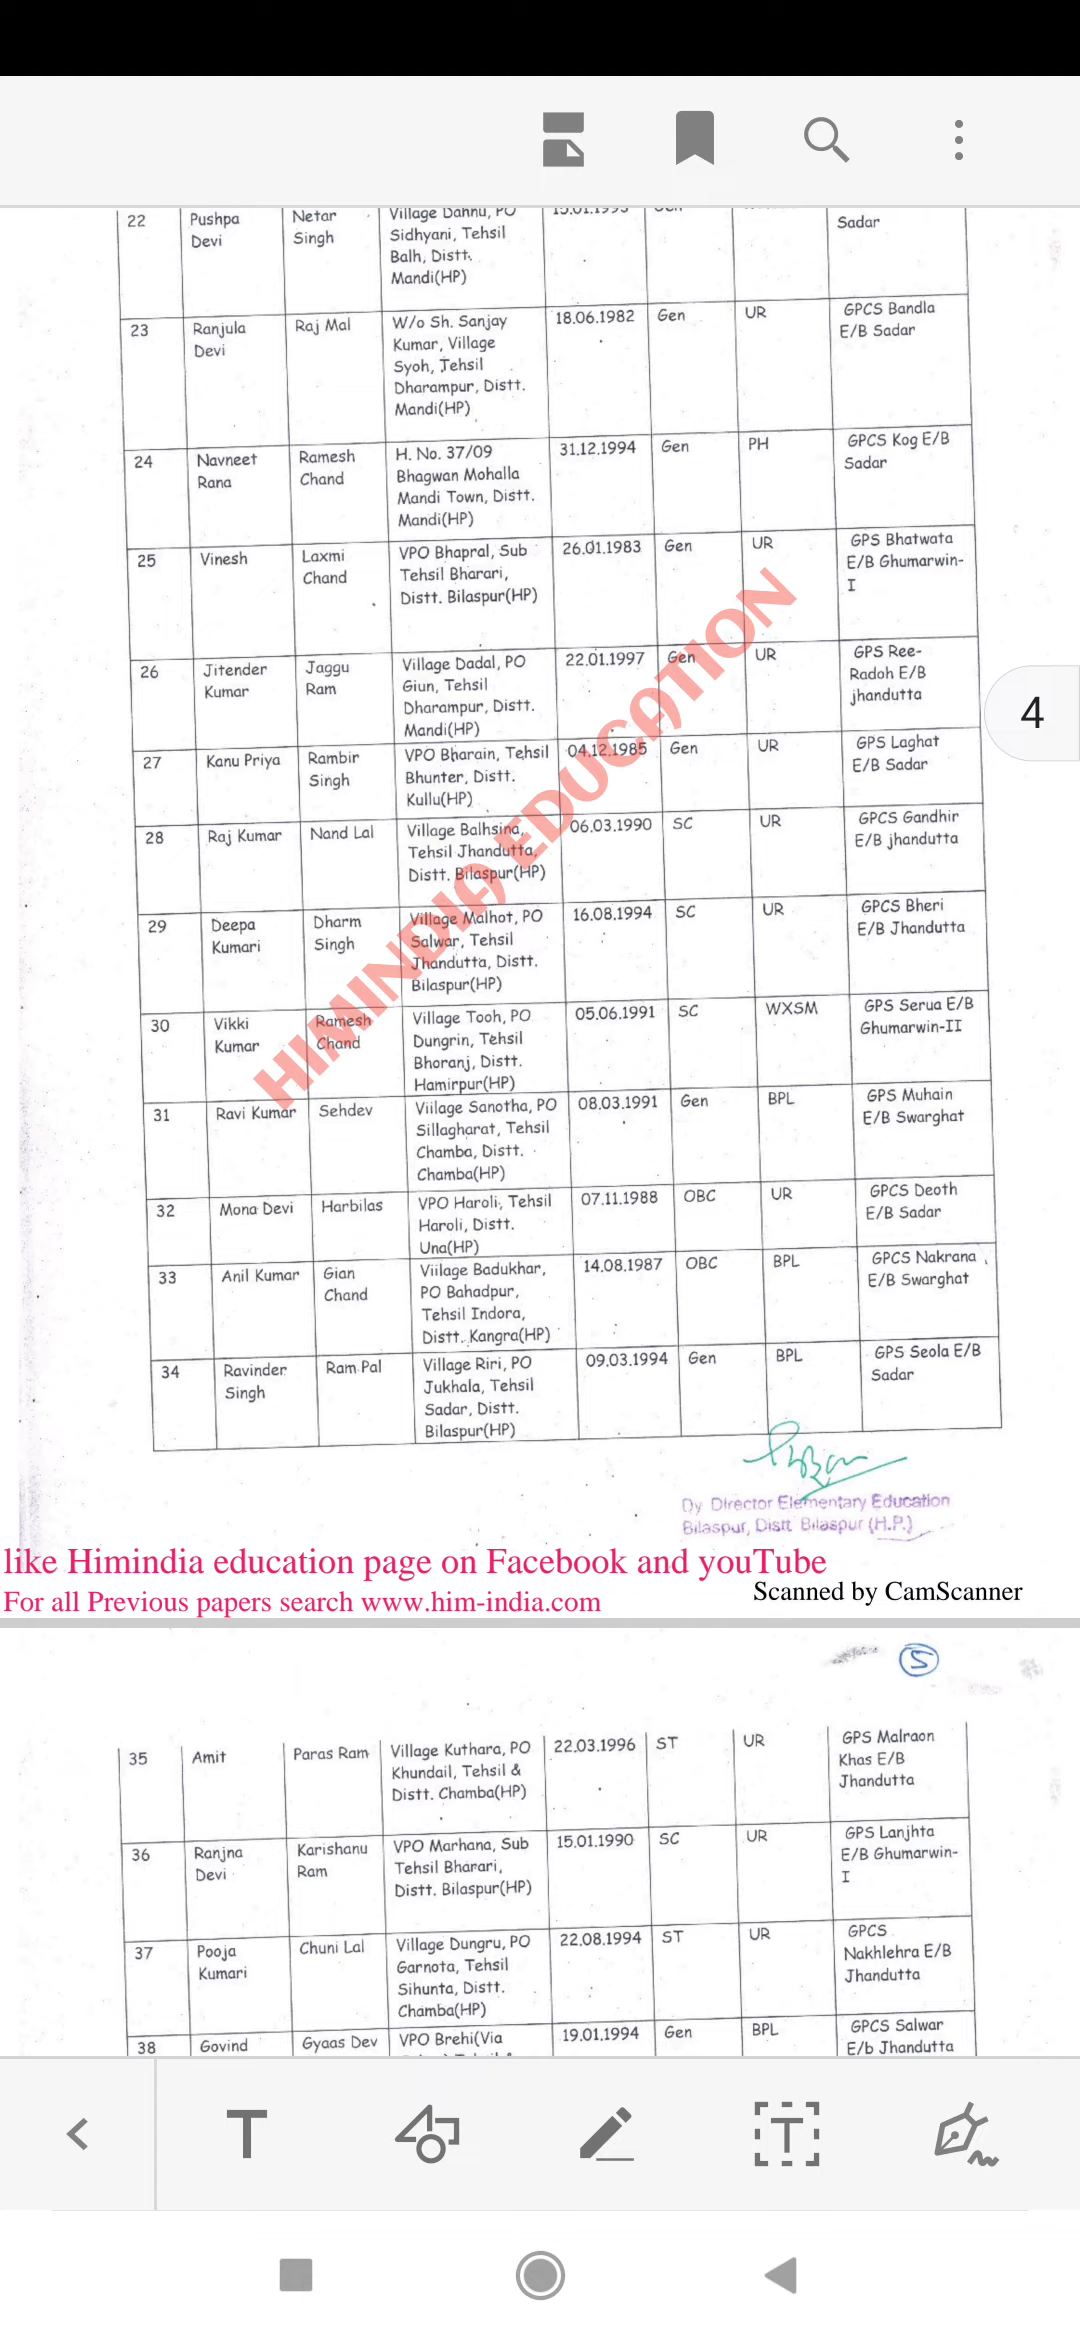 22 Pushpa Netar Village Dannu, PO 15.01.1993 Sadar
Devi Singh Sidhyani, Tehsil
Balh, Distt.
Mandi(HP)
23 Ranjula Raj Mal W/o Sh. Sanjay 18.06.1982 Gen UR GPCS Bandla
Devi Kumar, Village E/B Sadar
Syoh, Tehsil
Dharampur, Distt.
Mandi(HP)
24 Navneet Ramesh H. No. 37/09 31.12.1994 Gen PH GPCS Kog E/B
Rana Chand Bhagwan Mohalla Sadar
Mandi Town, Distt.
Mandi(HP)
25 Vinesh Laxmi VPO Bhapral, Sub 26.01.1983 Gen UR GPS Bhatwata
Chand Tehsil Bharari, E/B Ghumarwin-
Distt. Bilaspur(HP) I
26 Jitender Jaggu Village Dadal, PO 22.01.1997 Gen UR GPS Ree-
Kumar Ram Giun, Tehsil Radoh E/B
Dharampur, Distt. jhandutta
Mandi(HP)
4
27 Kanu Priya Rambir VPO Bharain, Tehsil 04.12.1985 Gen UR GPS Laghat
Singh Bhunter, Distt. E/B Sadar
Kullu(HP)
28 Raj Kumar Nand Lal Village Balhsina, 06.03.1990 SC UR GPCS Gandhir
Tehsil Jhandutta, E/B jhandutta
Distt. Bilaspur(HP)
29 Deepa Dharm Village Malhot, PO 16.08.1994 SC UR GPCS Bheri
Kumari Singh Salwar, Tehsil E/B Jhandutta
Jhandutta, Distt.
Bilaspur(HP)
30 Vikki Ramesh Village Tooh, PO 05.06.1991 SC WXSM GPS Serua E/B
Kumar Chand Dungrin, Tehsil Ghumarwin-II
Bhoranj, Distt.
Hamirpur(HP)
31 Ravi Kumar Sehdev Viilage Sanotha, PO 08.03.1991 Gen BPL GPS Muhain
Sillagharat, Tehsil E/B Swarghat
Chamba, Distt.
Chamba(HP)
32 Mona Devi Harbilas VPO Haroli, Tehsil 07.11.1988 OBC UR GPCS Deoth
Haroli, Distt. E/B Sadar
Una(HP)
33 Anil Kumar Gian Viilage Badukhar, 14.08.1987 OBC BPL GPCS Nakrana
Chand PO Bahadpur, E/B Swarghat
Tehsil Indora,
Distt. Kangra(HP)
34 Ravinder Ram Pal Village Riri, PO 09.03.1994 Gen BPL GPS Seola E/B
Singh Jukhala, Tehsil Sadar
Sadar, Distt.
Bilaspur(HP)
HIMINDIA EDUCATION
Dy Director Elementary Education
Bilaspur, Distt Bilaspur (H.P.)
like Himindia education page on Facebook and youTube
For all Previous papers search www.him-india.com
Scanned by CamScanner
5
35 Amit Paras Ram Village Kuthara, PO 22.03.1996 ST UR GPS Malraon
Khundail, Tehsil & Khas E/B
Distt. Chamba(HP) Jhandutta
36 Ranjna Karishanu VPO Marhana, Sub 15.01.1990 SC UR GPS Lanjhta
Devi Ram Tehsil Bharari, E/B Ghumarwin-
Distt. Bilaspur(HP) I
37 Pooja Chuni Lal Village Dungru, PO 22.08.1994 ST UR GPCS
Kumari Garnota, Tehsil Nakhlehra E/B
Sihunta, Distt. Jhandutta
Chamba(HP)
38 Govind Gyaas Dev VPO Brehi(Via 19.01.1994 Gen BPL GPCS Salwar
E/b Jhandutta